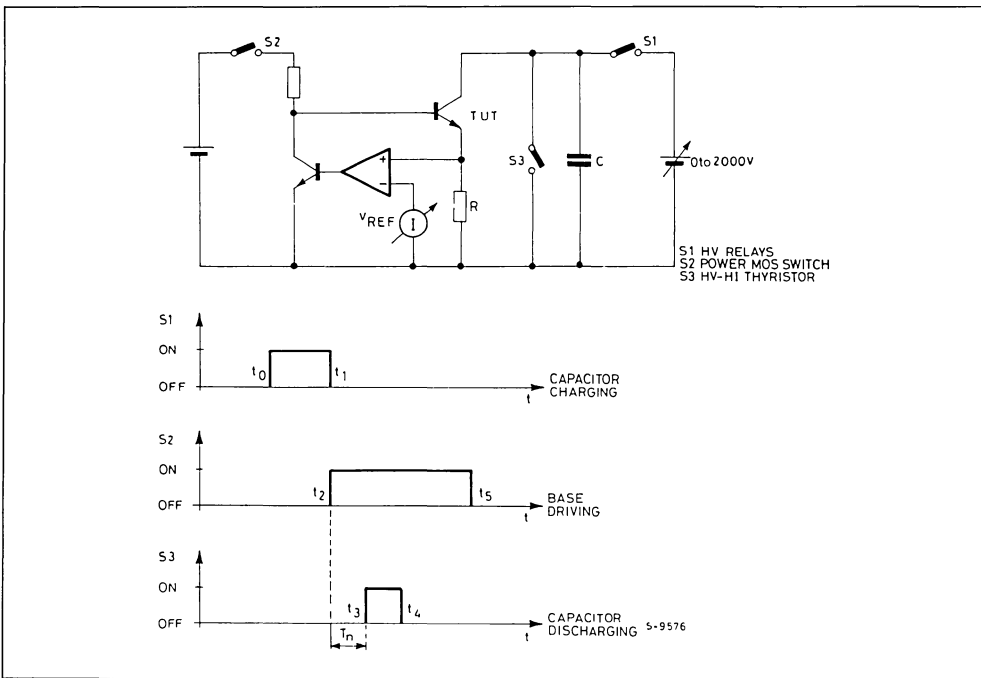 S2
S1
TUT
+
−
S3
C
0 to 2000V
R
VREF
I
S1 HV RELAYS
S2 POWER MOS SWITCH
S3 HV-HI THYRISTOR
S1
ON
t0
t1
OFF
CAPACITOR
CHARGING
t
S2
ON
t2
t5
OFF
BASE
DRIVING
t
S3
ON
t3
t4
OFF
CAPACITOR
DISCHARGING S-9576
t
Tn